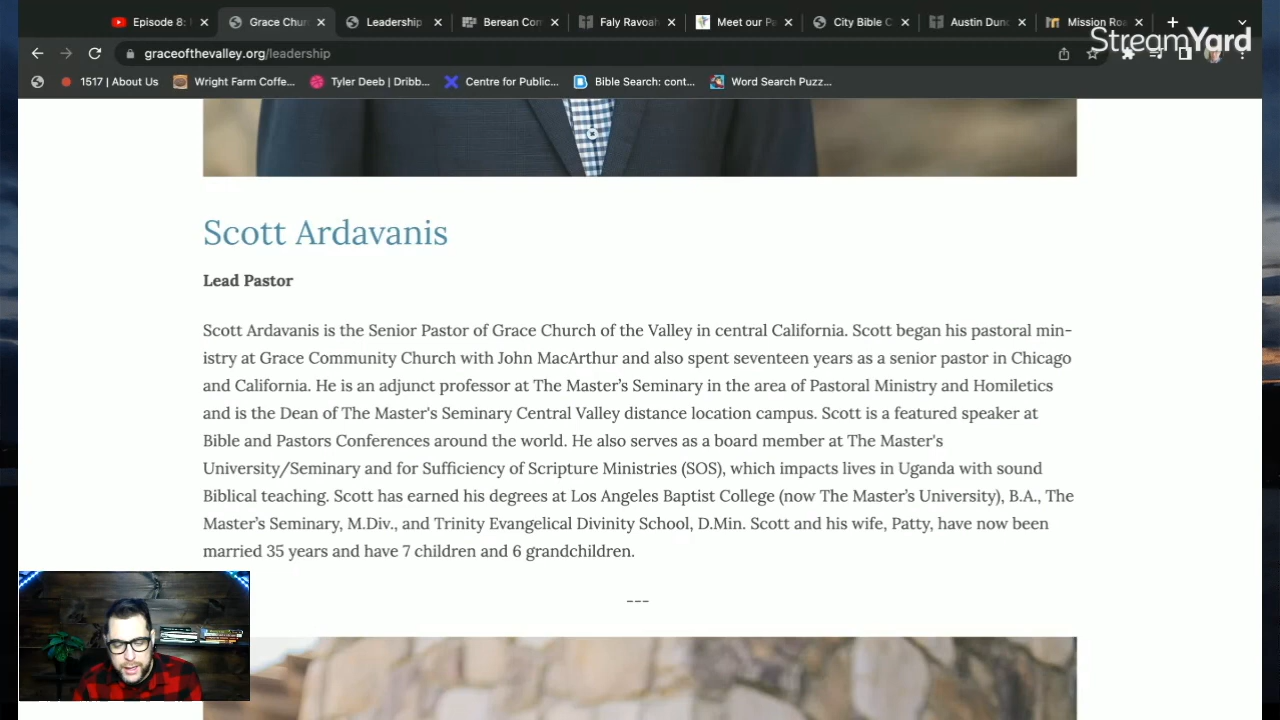 Episode 8: I
Grace Chur
Leadership
Berean Com
Faly Ravoah
Meet our Pa
City Bible C
Austin Dunc
Mission Roa
StreamYard
graceofthevalley.org/leadership
1517 | About Us
Wright Farm Coffe...
Tyler Deeb | Dribb...
Centre for Public...
Bible Search: cont...
Word Search Puzz...
Scott Ardavanis
Lead Pastor
Scott Ardavanis is the Senior Pastor of Grace Church of the Valley in central California. Scott began his pastoral min-
istry at Grace Community Church with John MacArthur and also spent seventeen years as a senior pastor in Chicago
and California. He is an adjunct professor at The Master’s Seminary in the area of Pastoral Ministry and Homiletics
and is the Dean of The Master's Seminary Central Valley distance location campus. Scott is a featured speaker at
Bible and Pastors Conferences around the world. He also serves as a board member at The Master's
University/Seminary and for Sufficiency of Scripture Ministries (SOS), which impacts lives in Uganda with sound
Biblical teaching. Scott has earned his degrees at Los Angeles Baptist College (now The Master’s University), B.A., The
Master’s Seminary, M.Div., and Trinity Evangelical Divinity School, D.Min. Scott and his wife, Patty, have now been
married 35 years and have 7 children and 6 grandchildren.
---